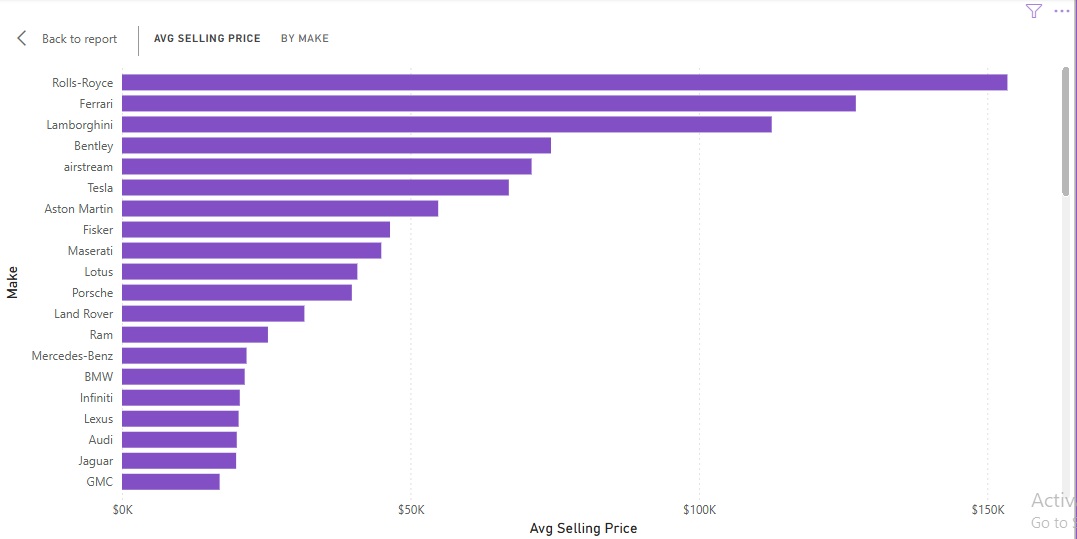 Back to report
AVG SELLING PRICE
BY MAKE
Rolls-Royce
Ferrari
Lamborghini
Bentley
airstream
Tesla
Aston Martin
Fisker
Maserati
Lotus
Porsche
Land Rover
Ram
Mercedes-Benz
BMW
Infiniti
Lexus
Audi
Jaguar
GMC
Make
$0K
$50K
$100K
$150K
Avg Selling Price
Activ
Go to S